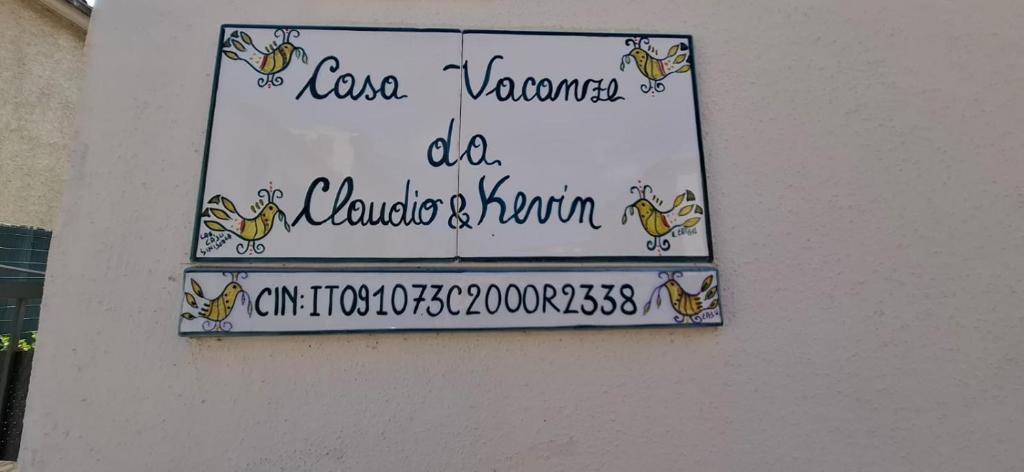 Casa Vacanze
da
Claudio & Kevin
CIN:IT091073C2000R2338